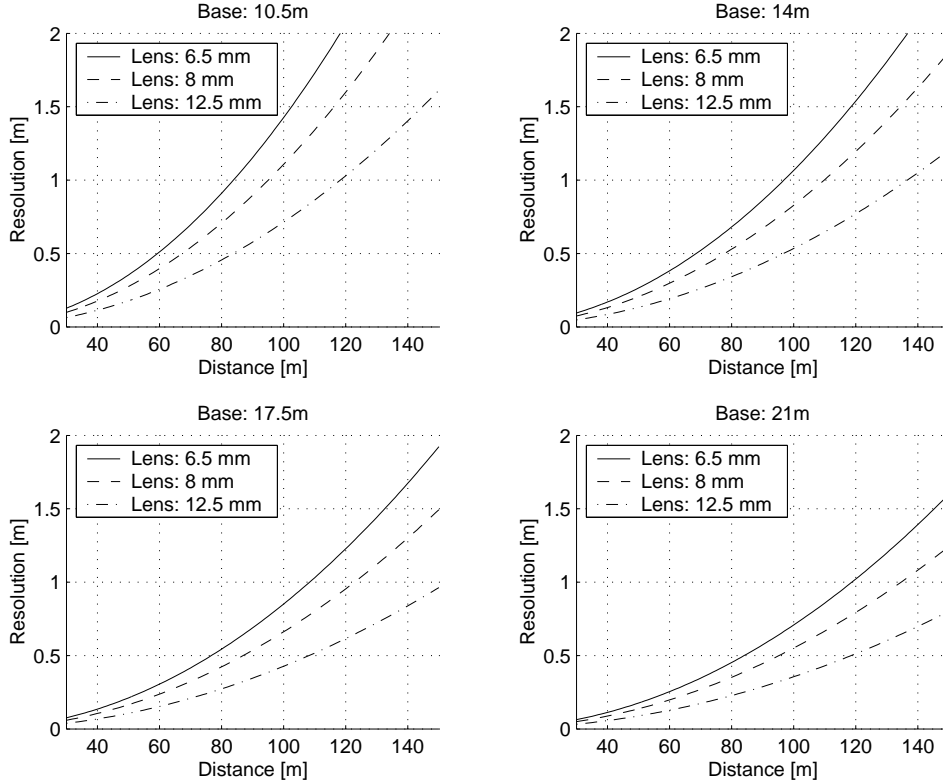 Base: 10.5m
2
1.5
1
0.5
0
Resolution [m]
Lens: 6.5 mm
Lens: 8 mm
Lens: 12.5 mm
40 60 80 100 120 140
Distance [m]
Base: 14m
2
1.5
1
0.5
0
Resolution [m]
Lens: 6.5 mm
Lens: 8 mm
Lens: 12.5 mm
40 60 80 100 120 140
Distance [m]
Base: 17.5m
2
1.5
1
0.5
0
Resolution [m]
Lens: 6.5 mm
Lens: 8 mm
Lens: 12.5 mm
40 60 80 100 120 140
Distance [m]
Base: 21m
2
1.5
1
0.5
0
Resolution [m]
Lens: 6.5 mm
Lens: 8 mm
Lens: 12.5 mm
40 60 80 100 120 140
Distance [m]